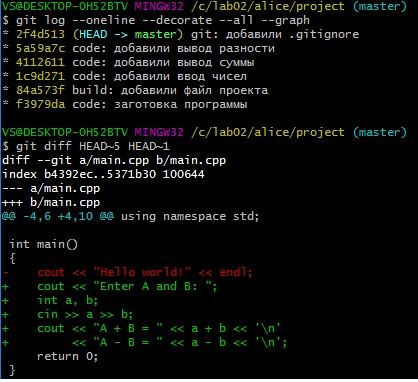 VS@DESKTOP-OH52BTV MINGW32 /c/lab02/alice/project (master)
$ git log --oneline --decorate --all --graph
* 2f4d513 (HEAD -> master) git: добавили .gitignore
* 5a59a7c code: добавили вывод разности
* 4112611 code: добавили вывод суммы
* 1c9d271 code: добавили ввод чисел
* 84a573f build: добавили файл проекта
* f3979da code: заготовка программы
VS@DESKTOP-OH52BTV MINGW32 /c/lab02/alice/project (master)
$ git diff HEAD~5 HEAD~1
diff --git a/main.cpp b/main.cpp
index b4392ec..5371b30 100644
--- a/main.cpp
+++ b/main.cpp
@@ -4,6 +4,10 @@ using namespace std;
 int main()
 {
-    cout << "Hello world!" << endl;
+    cout << "Enter A and B: ";
+    int a, b;
+    cin >> a >> b;
+    cout << "A + B = " << a + b << '\n'
+         << "A - B = " << a - b << '\n';
     return 0;
 }